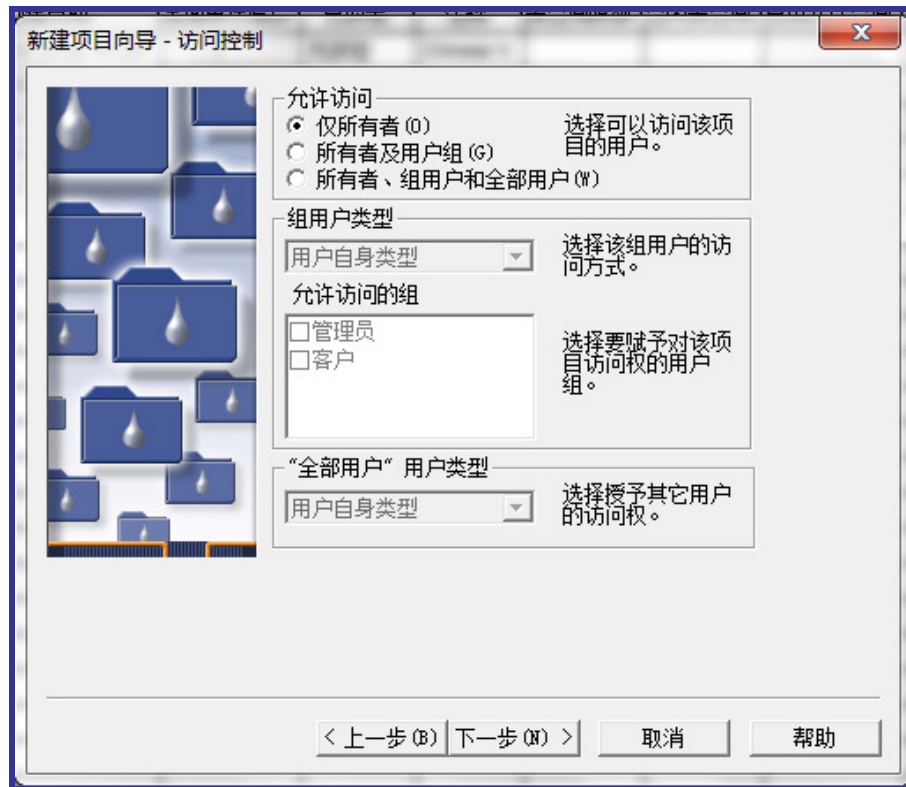 新建项目向导 - 访问控制
允许访问
仅所有者(O)
选择可以访问该项
目的用户。
所有者及用户组(G)
所有者、组用户和全部用户(W)
组用户类型
用户自身类型
选择该组用户的访
问方式。
允许访问的组
管理员
客户
选择要赋予对该项
目访问权的用户
组。
“全部用户” 用户类型
用户自身类型
选择授予其它用户
的访问权。
< 上一步(B)
下一步(N) >
取消
帮助